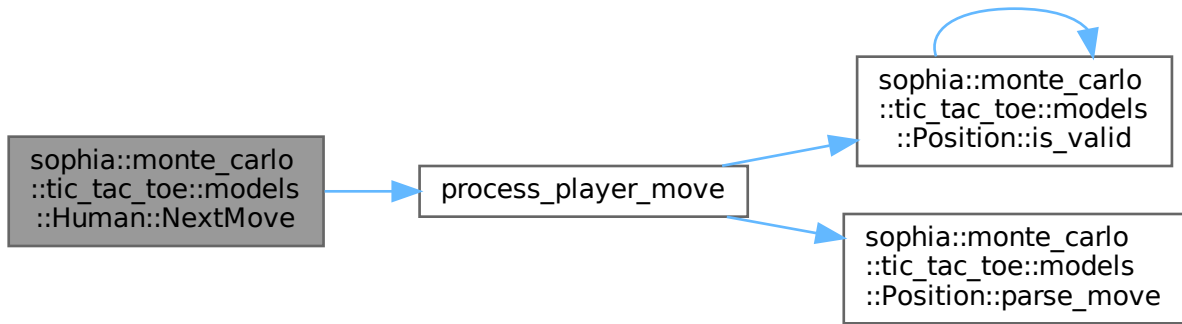 sophia::monte_carlo
::tic_tac_toe::models
::Human::NextMove
process_player_move
sophia::monte_carlo
::tic_tac_toe::models
::Position::is_valid
sophia::monte_carlo
::tic_tac_toe::models
::Position::parse_move